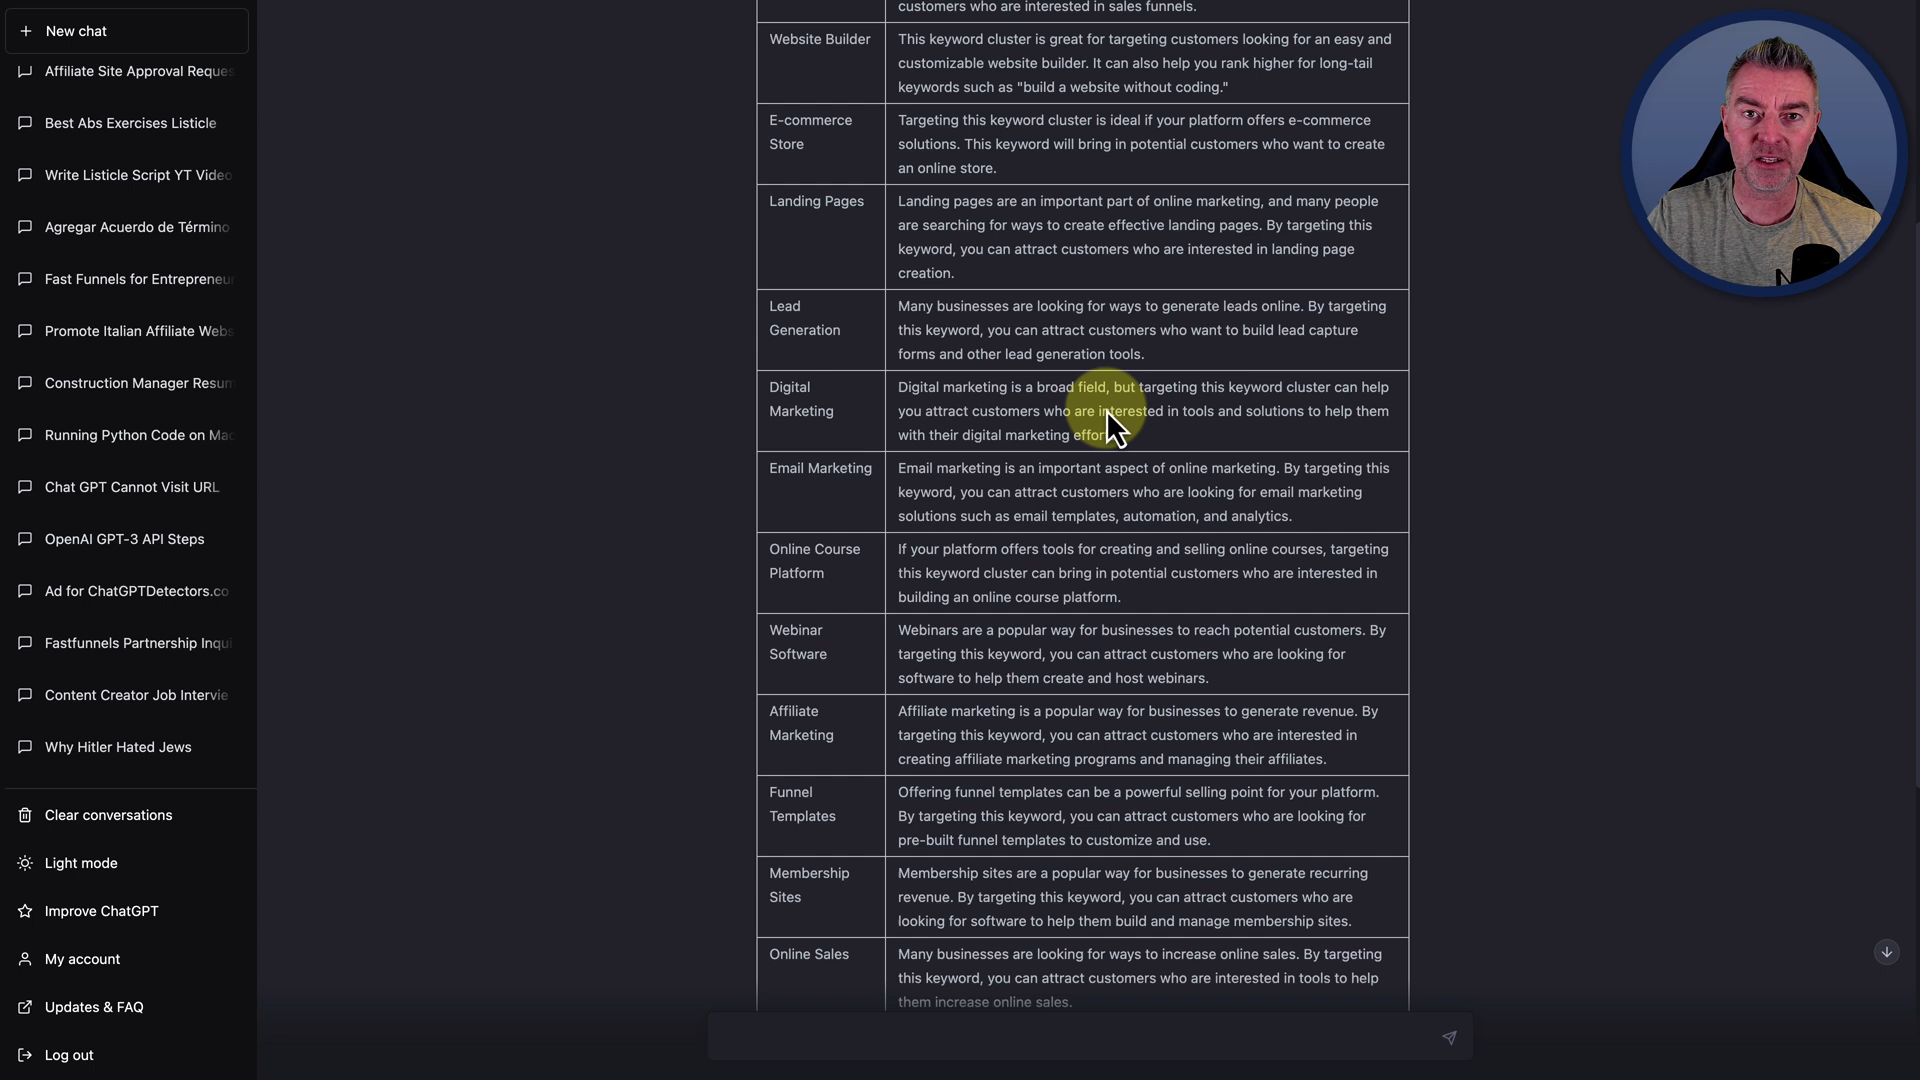 New chat
Affiliate Site Approval Reques
Best Abs Exercises Listicle
Write Listicle Script YT Video
Agregar Acuerdo de Término
Fast Funnels for Entrepreneur
Promote Italian Affiliate Webs
Construction Manager Resum
Running Python Code on Mac
Chat GPT Cannot Visit URL
OpenAI GPT-3 API Steps
Ad for ChatGPTDetectors.co
Fastfunnels Partnership Inqui
Content Creator Job Intervie
Why Hitler Hated Jews
Clear conversations
Light mode
Improve ChatGPT
My account
Updates & FAQ
Log out
customers who are interested in sales funnels.
Website Builder
This keyword cluster is great for targeting customers looking for an easy and
customizable website builder. It can also help you rank higher for long-tail
keywords such as "build a website without coding."
E-commerce
Store
Targeting this keyword cluster is ideal if your platform offers e-commerce
solutions. This keyword will bring in potential customers who want to create
an online store.
Landing Pages
Landing pages are an important part of online marketing, and many people
are searching for ways to create effective landing pages. By targeting this
keyword, you can attract customers who are interested in landing page
creation.
Lead
Generation
Many businesses are looking for ways to generate leads online. By targeting
this keyword, you can attract customers who want to build lead capture
forms and other lead generation tools.
Digital
Marketing
Digital marketing is a broad field, but targeting this keyword cluster can help
you attract customers who are interested in tools and solutions to help them
with their digital marketing effor
Email Marketing
Email marketing is an important aspect of online marketing. By targeting this
keyword, you can attract customers who are looking for email marketing
solutions such as email templates, automation, and analytics.
Online Course
Platform
If your platform offers tools for creating and selling online courses, targeting
this keyword cluster can bring in potential customers who are interested in
building an online course platform.
Webinar
Software
Webinars are a popular way for businesses to reach potential customers. By
targeting this keyword, you can attract customers who are looking for
software to help them create and host webinars.
Affiliate
Marketing
Affiliate marketing is a popular way for businesses to generate revenue. By
targeting this keyword, you can attract customers who are interested in
creating affiliate marketing programs and managing their affiliates.
Funnel
Templates
Offering funnel templates can be a powerful selling point for your platform.
By targeting this keyword, you can attract customers who are looking for
pre-built funnel templates to customize and use.
Membership
Sites
Membership sites are a popular way for businesses to generate recurring
revenue. By targeting this keyword, you can attract customers who are
looking for software to help them build and manage membership sites.
Online Sales
Many businesses are looking for ways to increase online sales. By targeting
this keyword, you can attract customers who are interested in tools to help
them increase online sales.